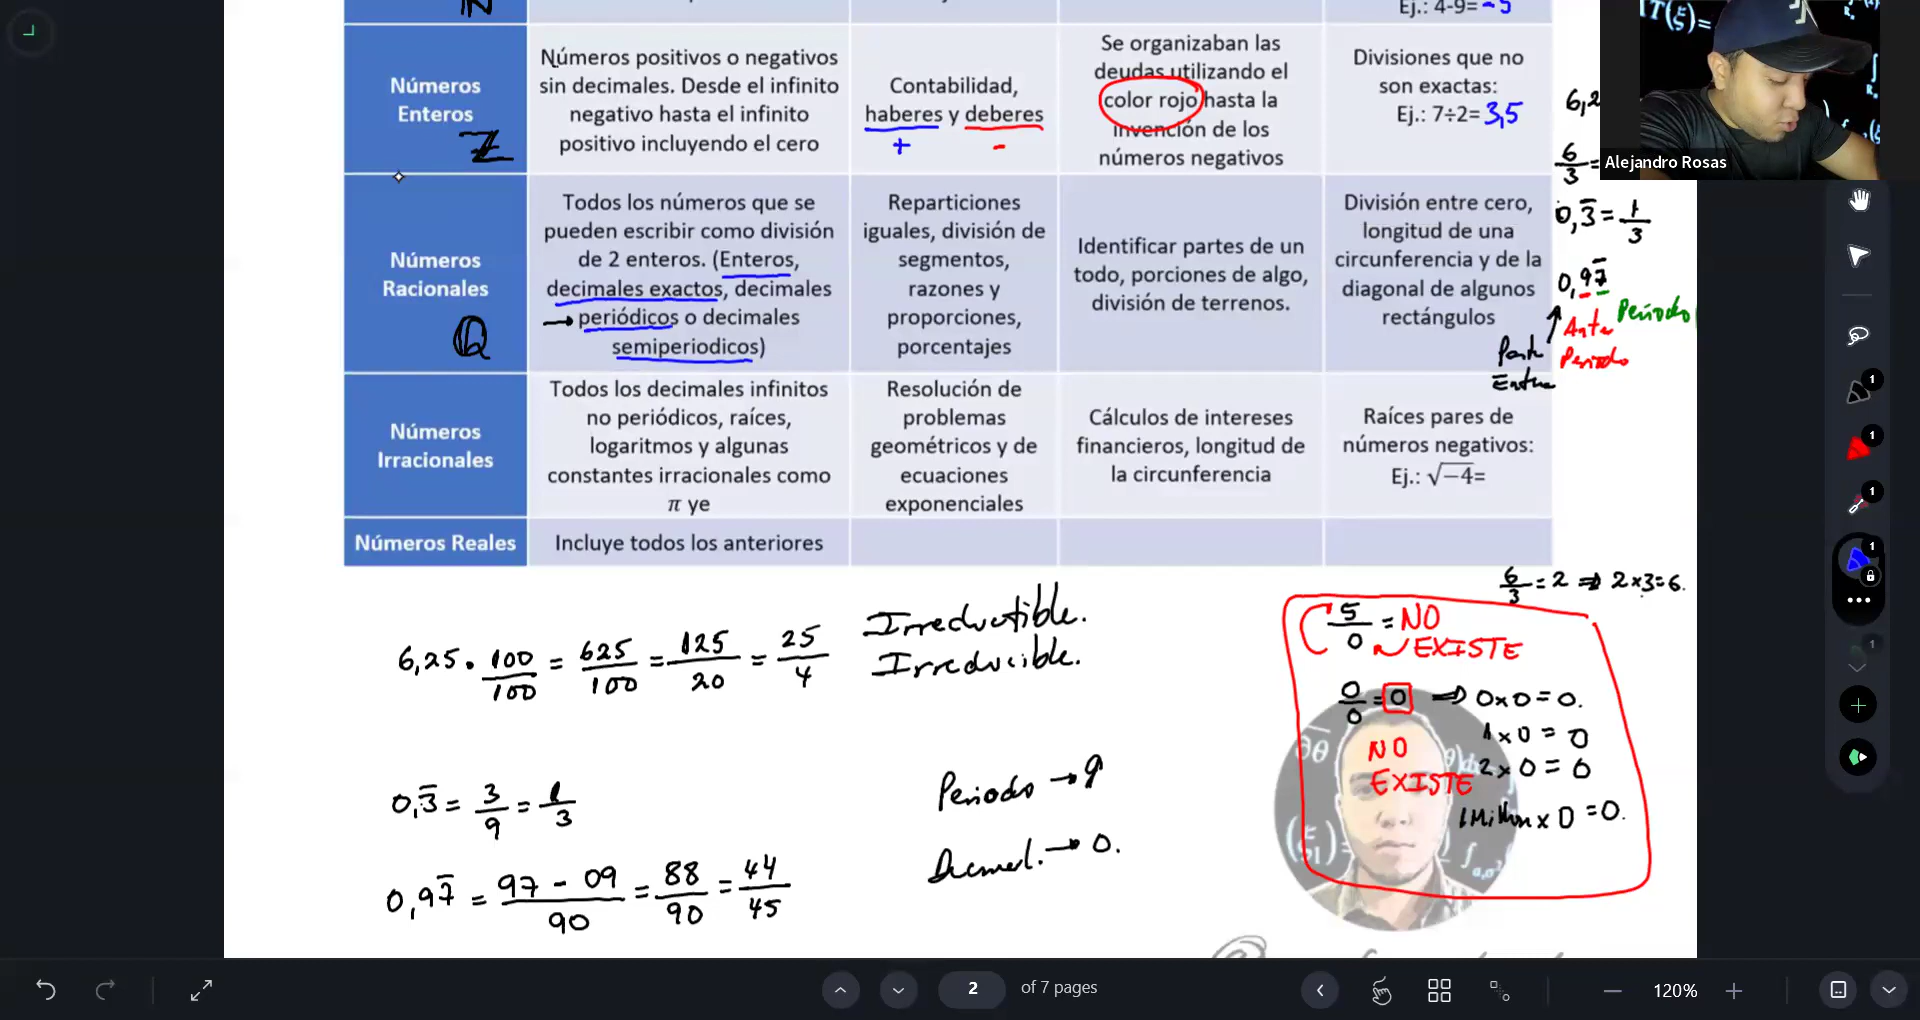 N
Ej.: 4-9= -5
Números
Enteros
Z
Números positivos o negativos
sin decimales. Desde el infinito
negativo hasta el infinito
positivo incluyendo el cero
Contabilidad,
haberes y deberes
+ -
Se organizaban las
deudas utilizando el
color rojo hasta la
invención de los
números negativos
Divisiones que no
son exactas:
Ej.: 7÷2= 3,5
Números
Racionales
Q
Todos los números que se
pueden escribir como división
de 2 enteros. (Enteros,
decimales exactos, decimales
→ periódicos o decimales
semiperiodicos)
Reparticiones
iguales, división de
segmentos,
razones y
proporciones,
porcentajes
Identificar partes de un
todo, porciones de algo,
división de terrenos.
División entre cero,
longitud de una
circunferencia y de la
diagonal de algunos
rectángulos
Números
Irracionales
Todos los decimales infinitos
no periódicos, raíces,
logaritmos y algunas
constantes irracionales como
π ye
Resolución de
problemas
geométricos y de
ecuaciones
exponenciales
Cálculos de intereses
financieros, longitud de
la circunferencia
Raíces pares de
números negativos:
Ej.: √−4=
Números Reales
Incluye todos los anteriores
T(ξ)=
Alejandro Rosas
6,2
6/3=
0,3̅ = 1/3
0,97̅
Periodo
Ante
Periodo
Parte
Entera
6/3 = 2 ⇒ 2×3=6.
6,25 · 100/100 = 625/100 = 125/20 = 25/4
Irreductible.
Irreducible.
5/0 = NO
EXISTE
0/0 = 0 ⇒ 0×0=0.
1×0=0
NO
EXISTE
2×0=0
1 Millon × 0 =0.
0,3̅ = 3/9 = 1/3
Periodo → 9
Decimal. → 0.
0,97̅ = 97 - 09/90 = 88/90 = 44/45
1
1
1
1
1
2
of 7 pages
120%